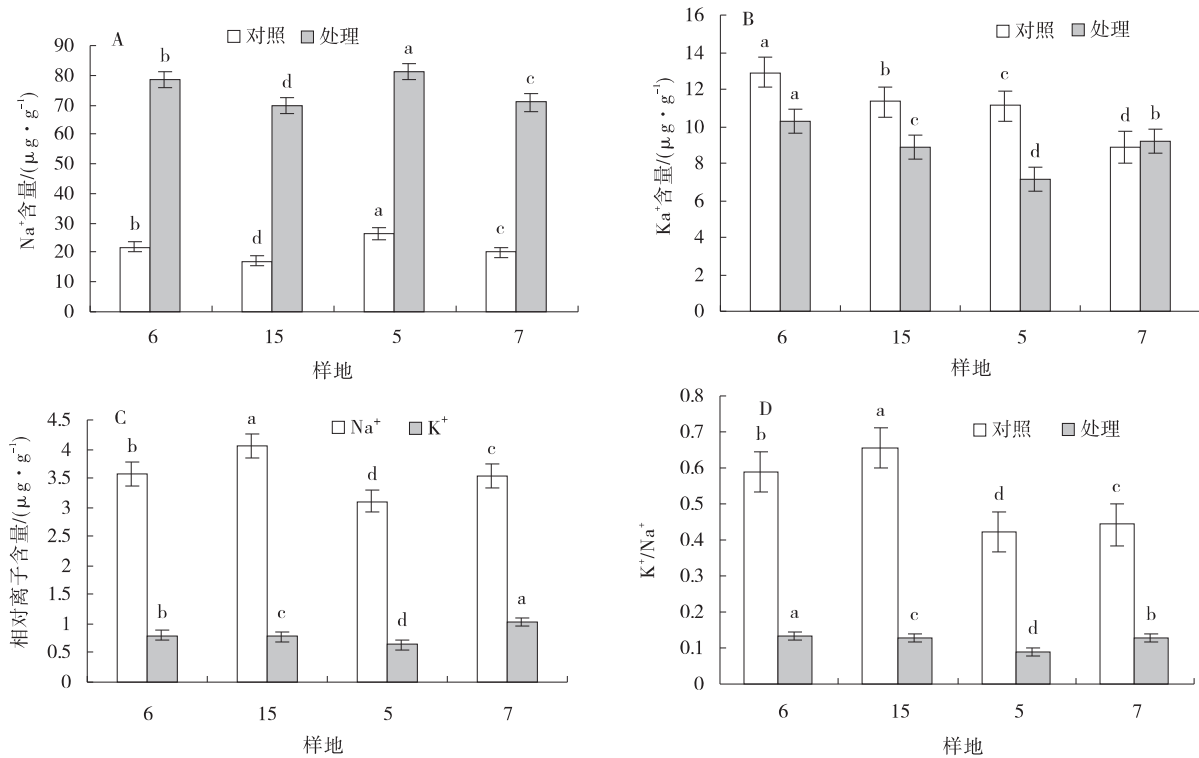 A
对照 处理
Na⁺含量/(μg·g⁻¹)
90
80
70
60
50
40
30
20
10
0
b b
d d
a a
c c
6 15 5 7
样地
B
对照 处理
Ka⁺含量/(μg·g⁻¹)
16
14
12
10
8
6
4
2
0
a a
b c
c d
d b
6 15 5 7
样地
C
Na⁺ K⁺
相对离子含量/(μg·g⁻¹)
4.5
4
3.5
3
2.5
2
1.5
1
0.5
0
b b
a c
d d
c a
6 15 5 7
样地
D
对照 处理
K⁺/Na⁺
0.8
0.7
0.6
0.5
0.4
0.3
0.2
0.1
0
b a
a c
d d
c b
6 15 5 7
样地